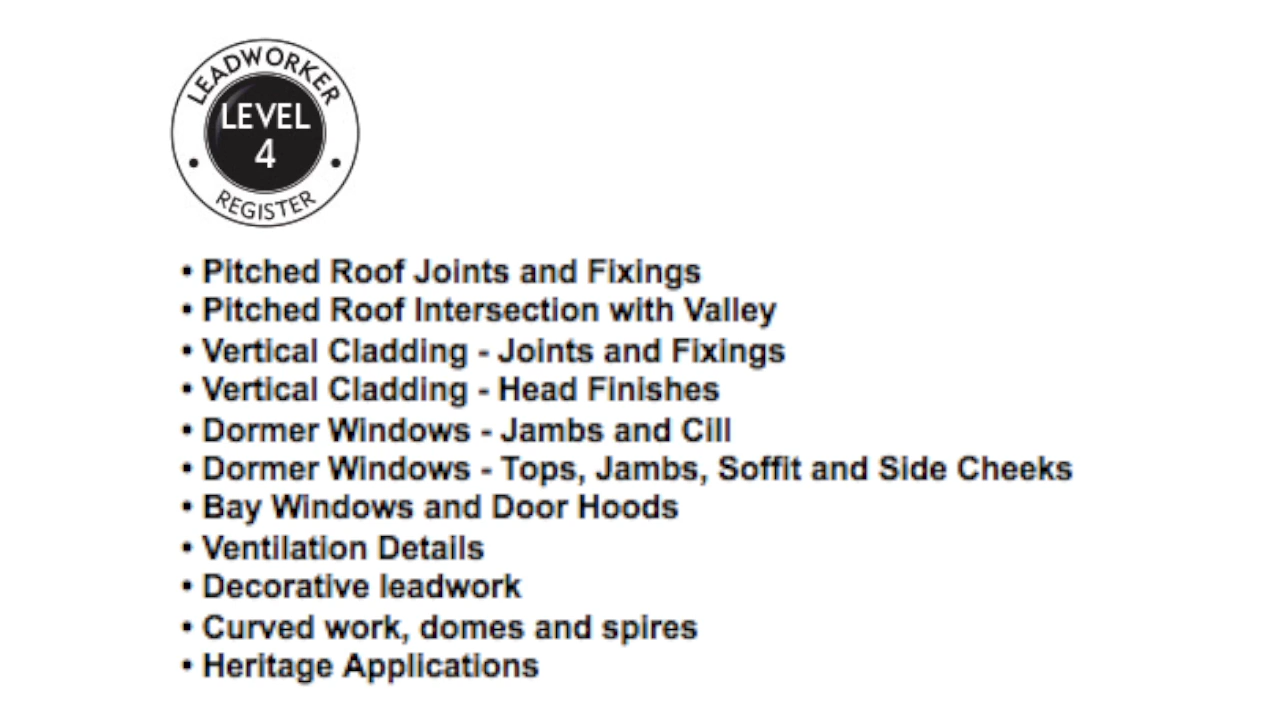 LEADWORKER
LEVEL
4
REGISTER
• Pitched Roof Joints and Fixings
• Pitched Roof Intersection with Valley
• Vertical Cladding - Joints and Fixings
• Vertical Cladding - Head Finishes
• Dormer Windows - Jambs and Cill
• Dormer Windows - Tops, Jambs, Soffit and Side Cheeks
• Bay Windows and Door Hoods
• Ventilation Details
• Decorative leadwork
• Curved work, domes and spires
• Heritage Applications